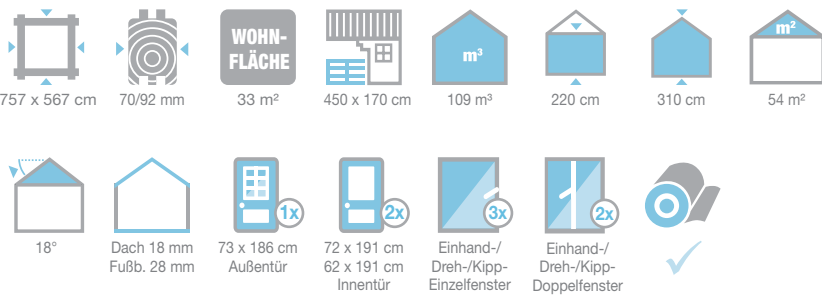 WOHN-
FLÄCHE
m³
m²
757 x 567 cm
70/92 mm
33 m²
450 x 170 cm
109 m³
220 cm
310 cm
54 m²
1x
2x
3x
2x
18°
Dach 18 mm
Fußb. 28 mm
73 x 186 cm
Außentür
72 x 191 cm
62 x 191 cm
Innentür
Einhand-/
Dreh-/Kipp-
Einzelfenster
Einhand-/
Dreh-/Kipp-
Doppelfenster